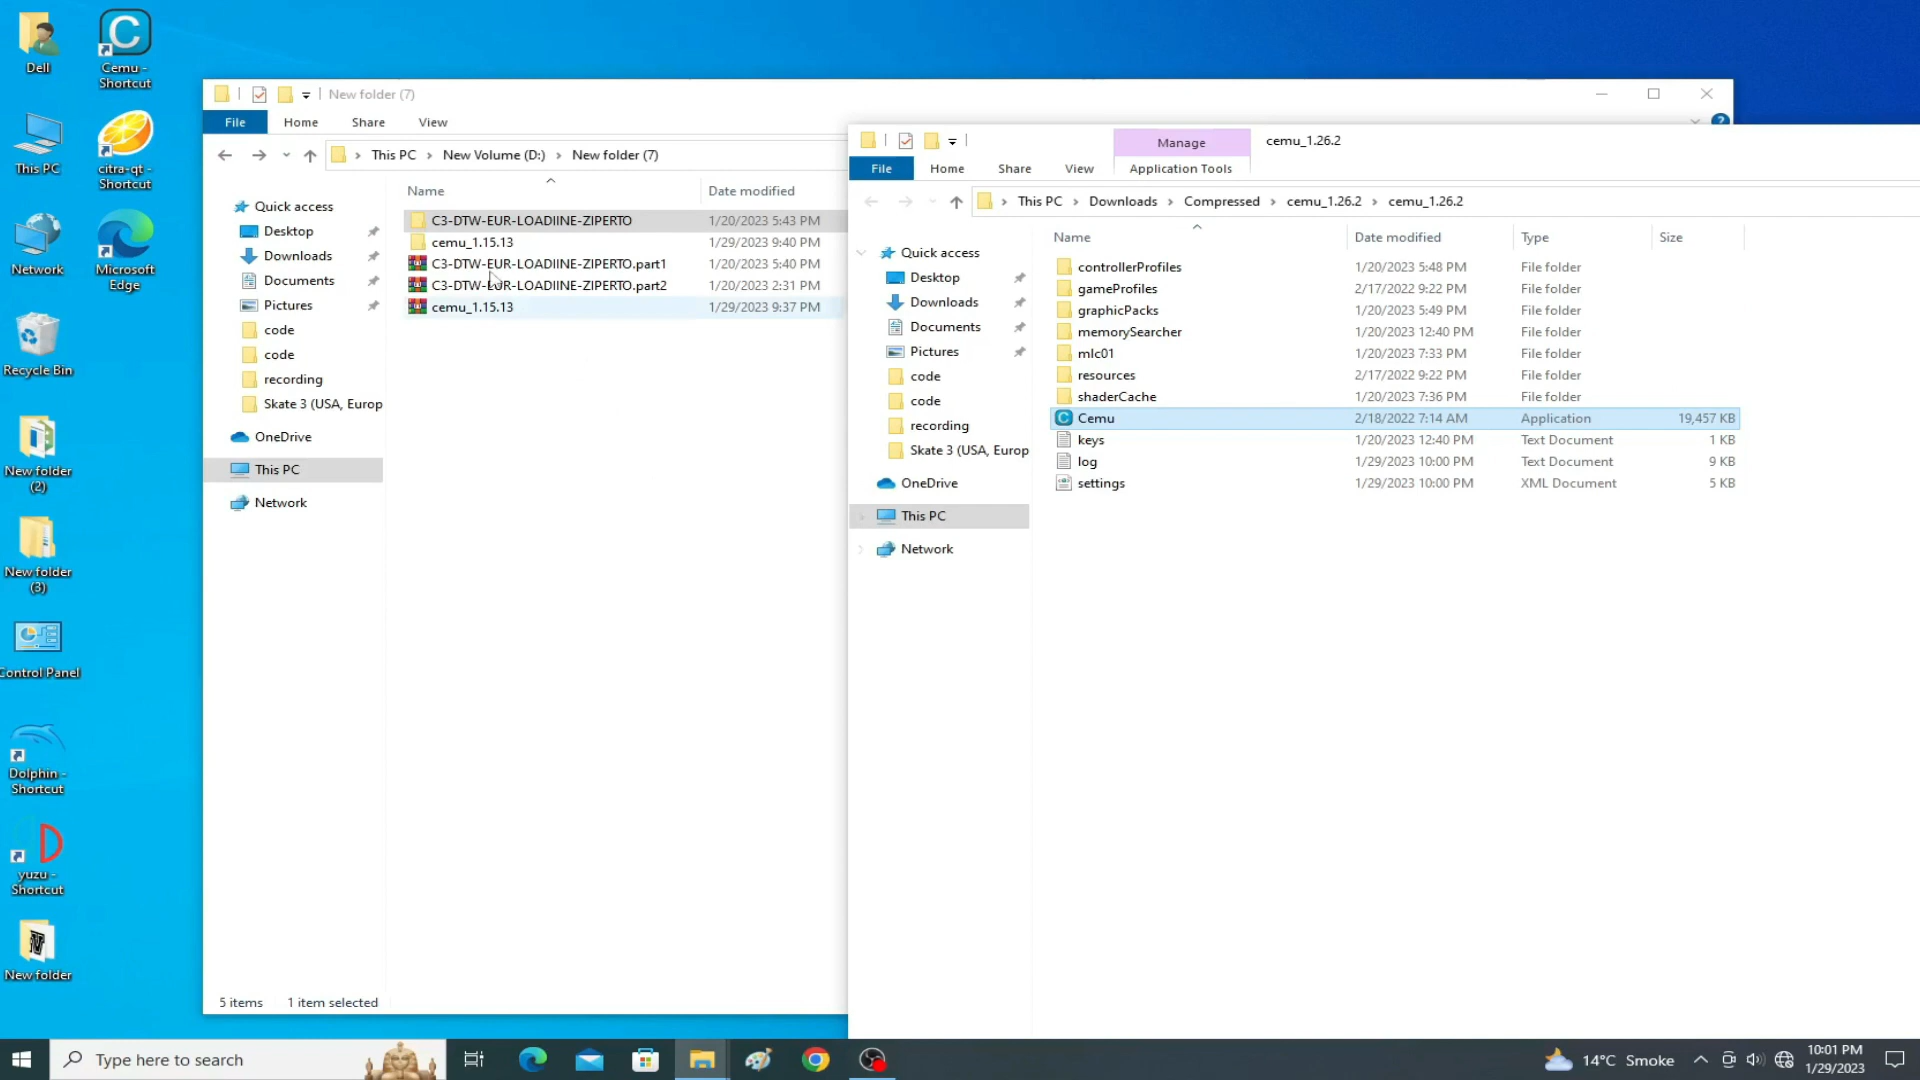 Dell
Cemu -
Shortcut
This PC
citra-qt -
Shortcut
Network
Microsoft
Edge
Recycle Bin
New folder
(2)
New folder
(3)
Control Panel
Dolphin -
Shortcut
yuzu -
Shortcut
New folder
New folder (7)
File Home Share View
This PC New Volume (D:) New folder (7)
Name Date modified
Quick access
Desktop
Downloads
Documents
Pictures
code
code
recording
Skate 3 (USA, Europ
OneDrive
This PC
Network
C3-DTW-EUR-LOADIINE-ZIPERTO 1/20/2023 5:43 PM
cemu_1.15.13 1/29/2023 9:40 PM
C3-DTW-EUR-LOADIINE-ZIPERTO.part1 1/20/2023 5:40 PM
C3-DTW-EUR-LOADIINE-ZIPERTO.part2 1/20/2023 2:31 PM
cemu_1.15.13 1/29/2023 9:37 PM
5 items 1 item selected
Manage cemu_1.26.2
File Home Share View Application Tools
This PC Downloads Compressed cemu_1.26.2 cemu_1.26.2
Name Date modified Type Size
Quick access
Desktop
Downloads
Documents
Pictures
code
code
recording
Skate 3 (USA, Europ
OneDrive
This PC
Network
controllerProfiles 1/20/2023 5:48 PM File folder
gameProfiles 2/17/2022 9:22 PM File folder
graphicPacks 1/20/2023 5:49 PM File folder
memorySearcher 1/20/2023 12:40 PM File folder
mlc01 1/20/2023 7:33 PM File folder
resources 2/17/2022 9:22 PM File folder
shaderCache 1/20/2023 7:36 PM File folder
Cemu 2/18/2022 7:14 AM Application 19,457 KB
keys 1/20/2023 12:40 PM Text Document 1 KB
log 1/29/2023 10:00 PM Text Document 9 KB
settings 1/29/2023 10:00 PM XML Document 5 KB
Type here to search
14°C Smoke
10:01 PM
1/29/2023